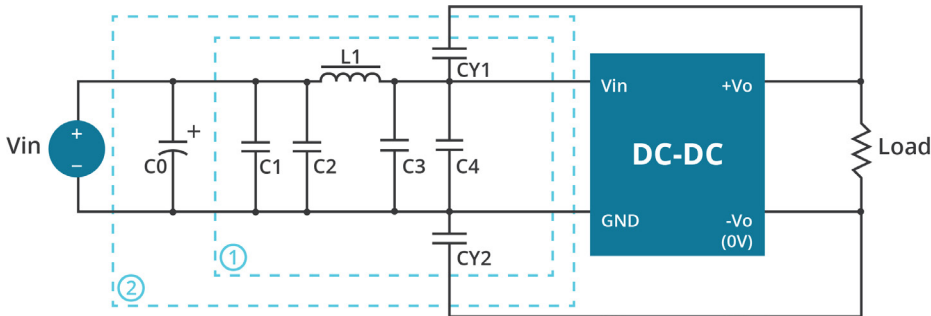 L1
CY1
Vin
+
−
+
C0
C1
C2
C3
C4
Vin
+Vo
DC-DC
Load
GND
-Vo
(0V)
1
CY2
2